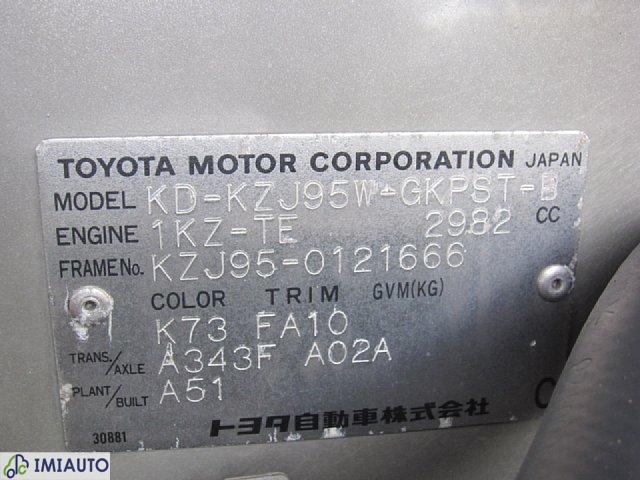 TOYOTA MOTOR CORPORATION JAPAN
MODEL KD-KZJ95W-GKPST-B
ENGINE 1KZ-TE 2982 CC
FRAME No. KZJ95-0121666
COLOR TRIM GVM(KG)
K73 FA10
TRANS./AXLE A343F A02A
PLANT/BUILT A51
C
30881 トヨタ自動車株式会社
IMIAUTO